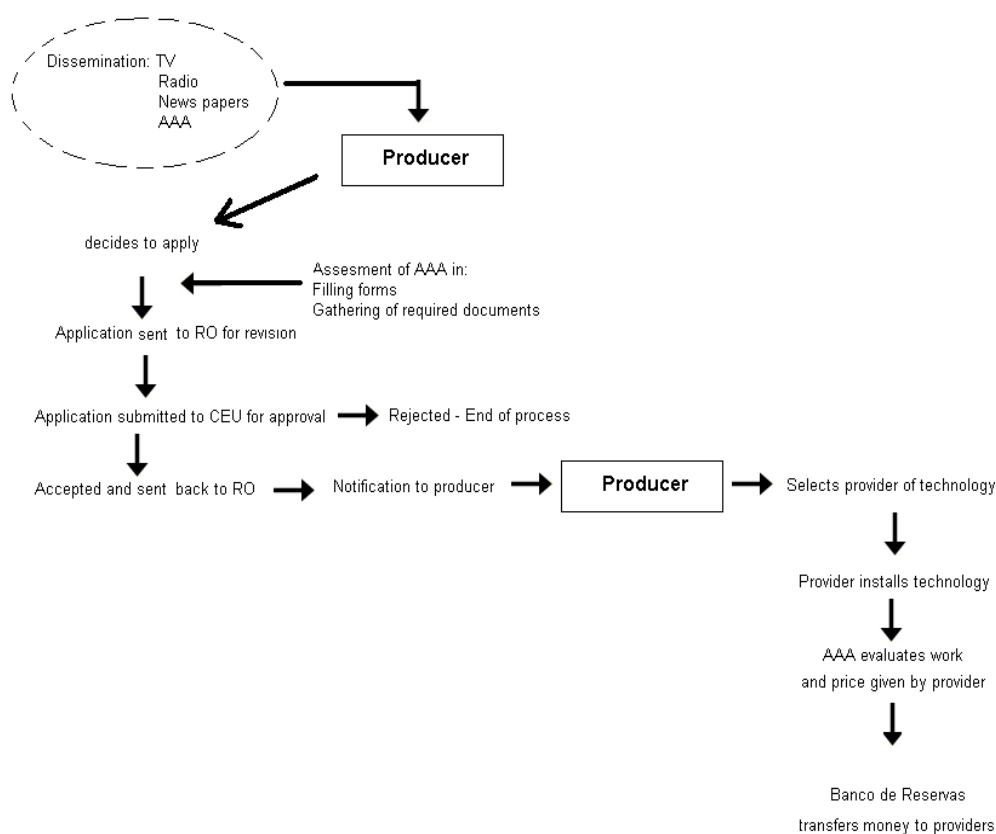 Dissemination: TV
Radio
News papers
AAA
Producer
decides to apply
Assesment of AAA in:
Filling forms
Gathering of required documents
Application sent to RO for revision
Application submitted to CEU for approval
Rejected - End of process
Accepted and sent back to RO
Notification to producer
Producer
Selects provider of technology
Provider installs technology
AAA evaluates work
and price given by provider
Banco de Reservas
transfers money to providers